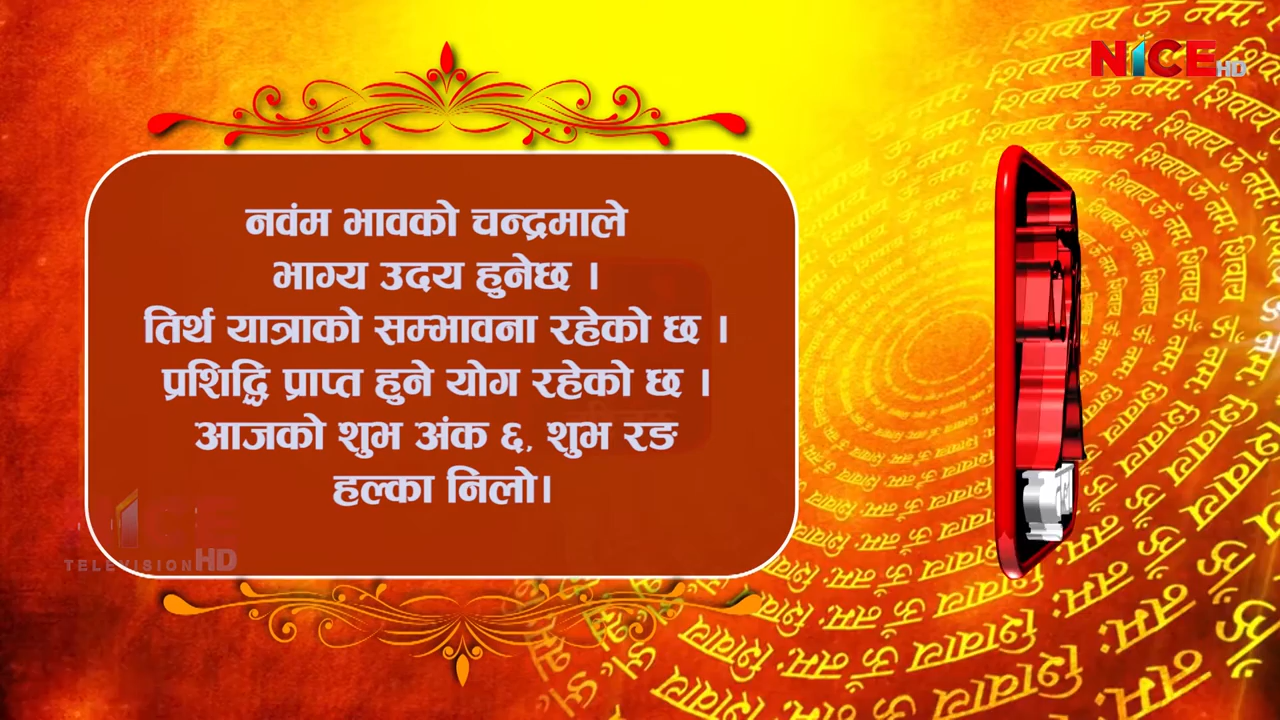 नवंम भावको चन्द्रमाले
भाग्य उदय हुनेछ ।
तिर्थ यात्राको सम्भावना रहेको छ ।
प्रशिद्धि प्राप्त हुने योग रहेको छ ।
आजको शुभ अंक ६, शुभ रङ
हल्का निलो।
NICE HD
NICE
TELEVISION HD
ॐ नमः शिवाय